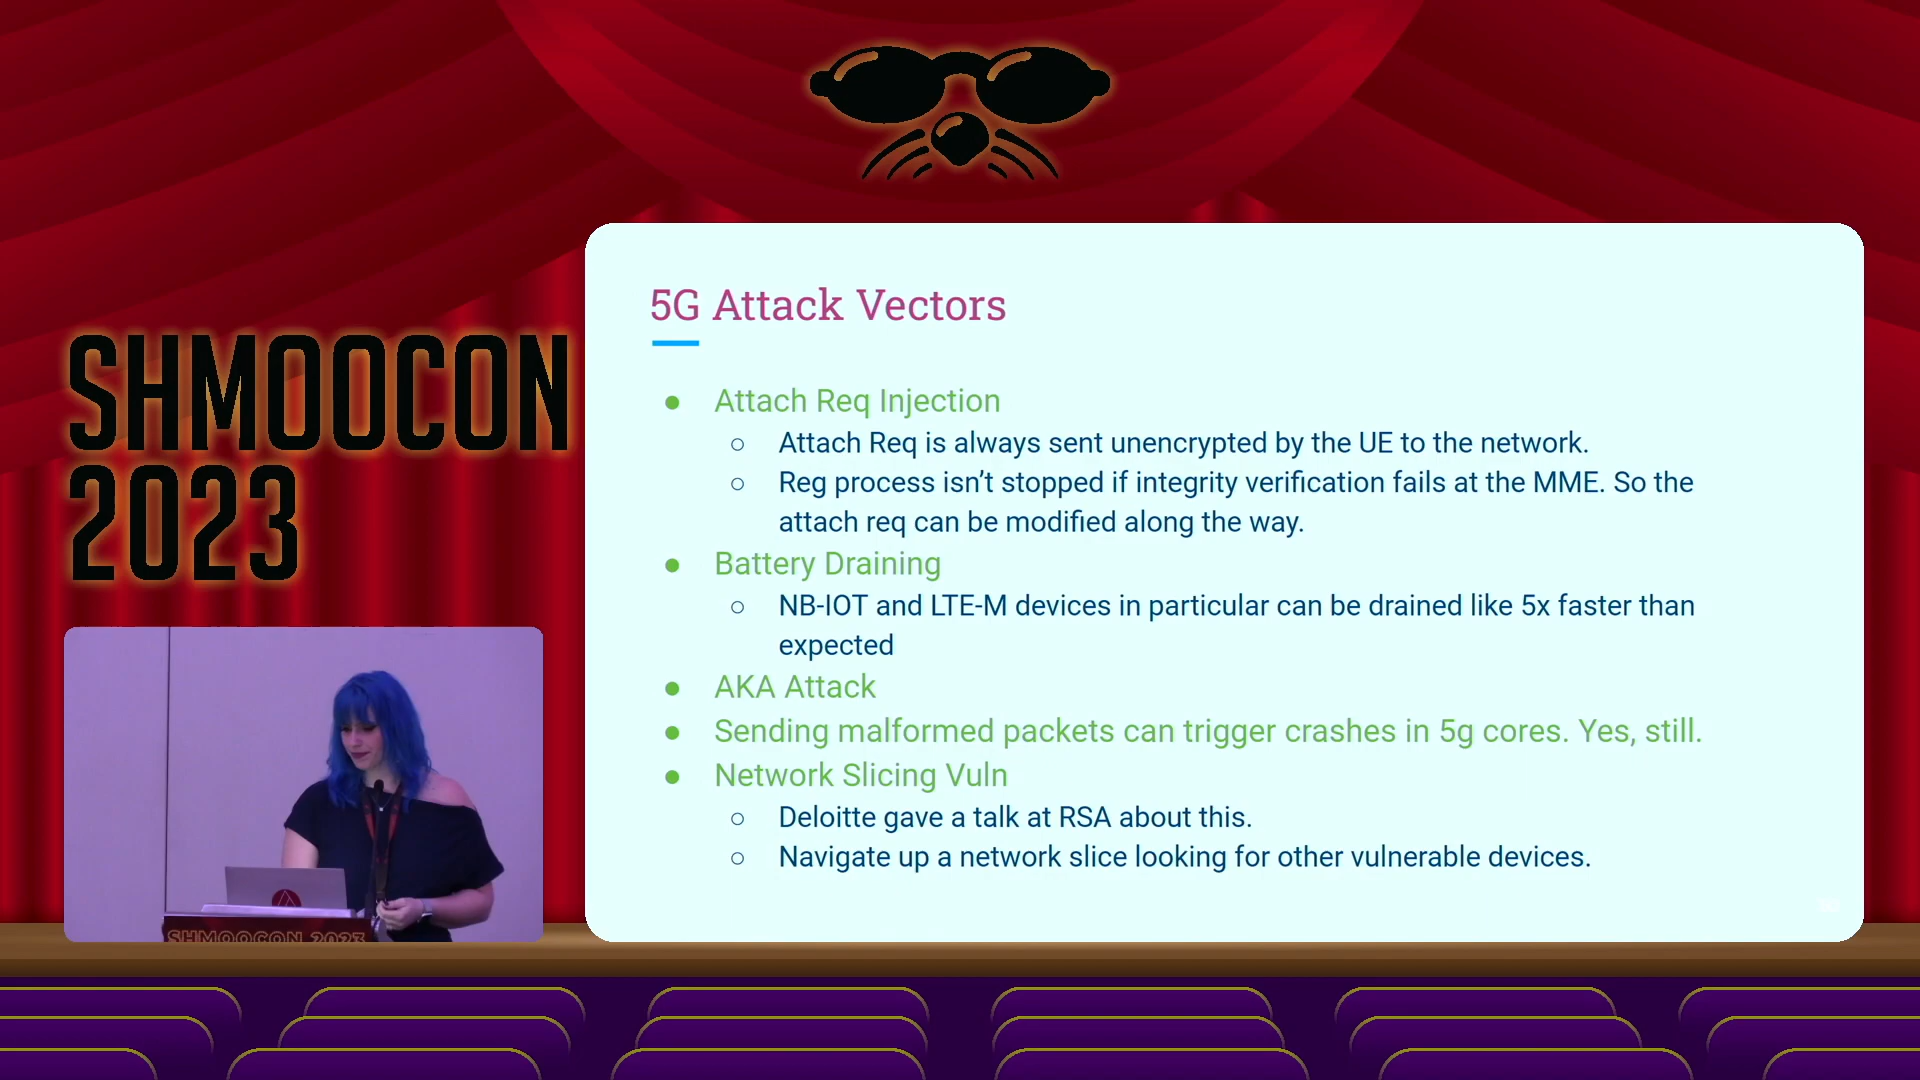 SHMOOCON
2023
5G Attack Vectors
● Attach Req Injection
○ Attach Req is always sent unencrypted by the UE to the network.
○ Reg process isn’t stopped if integrity verification fails at the MME. So the
attach req can be modified along the way.
● Battery Draining
○ NB-IOT and LTE-M devices in particular can be drained like 5x faster than
expected
● AKA Attack
● Sending malformed packets can trigger crashes in 5g cores. Yes, still.
● Network Slicing Vuln
○ Deloitte gave a talk at RSA about this.
○ Navigate up a network slice looking for other vulnerable devices.
SHMOOCON 2023